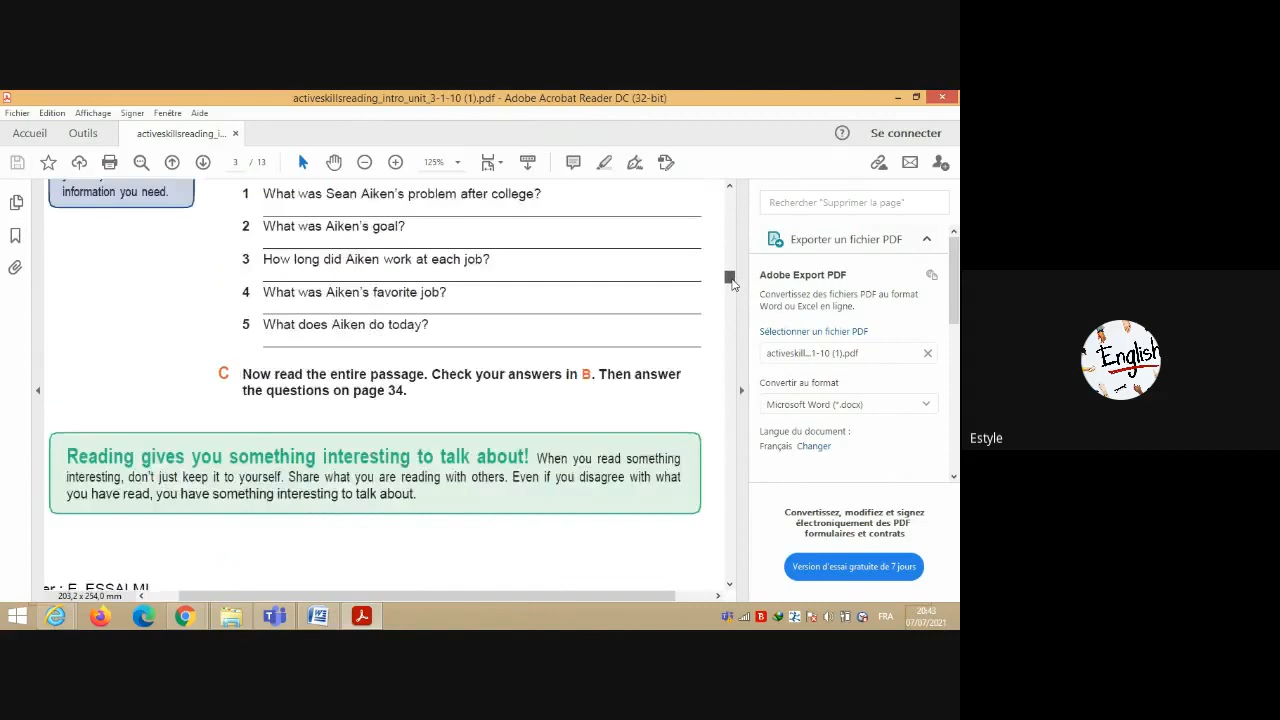 activeskillsreading_intro_unit_3-1-10 (1).pdf - Adobe Acrobat Reader DC (32-bit)
Fichier Edition Affichage Signer Fenêtre Aide
Accueil Outils activeskillsreading_i... Se connecter
3 / 13 125%
information you need.
1 What was Sean Aiken's problem after college?
2 What was Aiken's goal?
3 How long did Aiken work at each job?
4 What was Aiken's favorite job?
5 What does Aiken do today?
C Now read the entire passage. Check your answers in B. Then answer
the questions on page 34.
Reading gives you something interesting to talk about! When you read something
interesting, don't just keep it to yourself. Share what you are reading with others. Even if you disagree with what
you have read, you have something interesting to talk about.
er : E. ESSALMI
203,2 x 254,0 mm
Rechercher "Supprimer la page"
Exporter un fichier PDF
Adobe Export PDF
Convertissez des fichiers PDF au format
Word ou Excel en ligne.
Sélectionner un fichier PDF
activeskill...1-10 (1).pdf
Convertir au format
Microsoft Word (*.docx)
Langue du document :
Français Changer
Convertissez, modifiez et signez
électroniquement des PDF
formulaires et contrats
Version d'essai gratuite de 7 jours
FRA
20:43
07/07/2021
English
Estyle